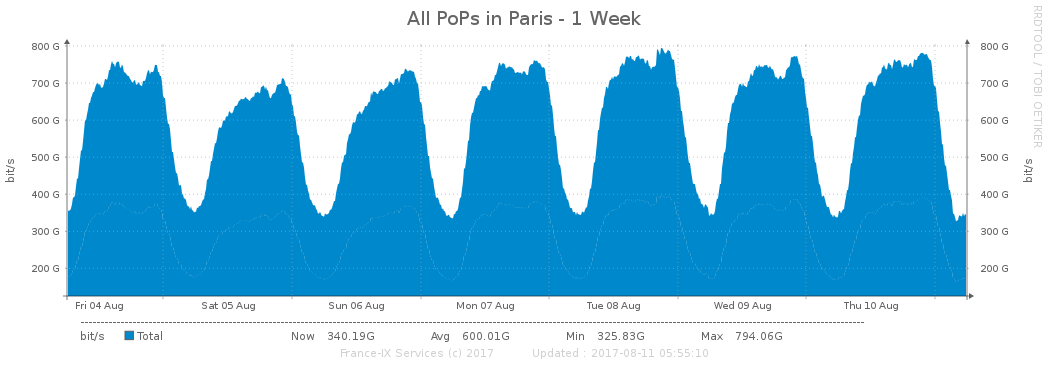 All PoPs in Paris - 1 Week
RRDTOOL / TOBI OETIKER
bit/s
800 G
700 G
600 G
500 G
400 G
300 G
200 G
800 G
700 G
600 G
500 G
400 G
300 G
200 G
bit/s
Fri 04 Aug Sat 05 Aug Sun 06 Aug Mon 07 Aug Tue 08 Aug Wed 09 Aug Thu 10 Aug
bit/s Total Now 340.19G Avg 600.01G Min 325.83G Max 794.06G
France-IX Services (c) 2017 Updated : 2017-08-11 05:55:10